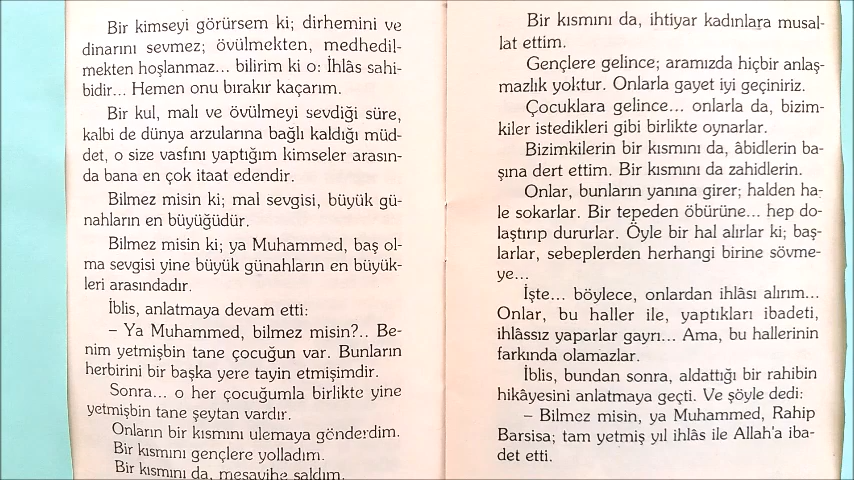 Bir kimseyi görürsem ki; dirhemini ve
dinarını sevmez; övülmekten, medhedil-
mekten hoşlanmaz... bilirim ki o: İhlâs sahi-
bidir... Hemen onu bırakır kaçarım.
Bir kul, malı ve övülmeyi sevdiği süre,
kalbi de dünya arzularına bağlı kaldığı müd-
det, o size vasfını yaptığım kimseler arasın-
da bana en çok itaat edendir.
Bilmez misin ki; mal sevgisi, büyük gü-
nahların en büyüğüdür.
Bilmez misin ki; ya Muhammed, baş ol-
ma sevgisi yine büyük günahların en büyük-
leri arasındadır.
İblis, anlatmaya devam etti:
– Ya Muhammed, bilmez misin?.. Be-
nim yetmişbin tane çocuğun var. Bunların
herbirini bir başka yere tayin etmişimdir.
Sonra... o her çocuğumla birlikte yine
yetmişbin tane şeytan vardır.
Onların bir kısmını ulemaya gönderdim.
Bir kısmını gençlere yolladım.
Bir kısmını da, meşayihe saldım.
Bir kısmını da, ihtiyar kadınlara musal-
lat ettim.
Gençlere gelince; aramızda hiçbir anlaş-
mazlık yoktur. Onlarla gayet iyi geçiniriz.
Çocuklara gelince... onlarla da, bizim-
kiler istedikleri gibi birlikte oynarlar.
Bizimkilerin bir kısmını da, âbidlerin ba-
şına dert ettim. Bir kısmını da zahidlerin.
Onlar, bunların yanına girer; halden ha-
le sokarlar. Bir tepeden öbürüne... hep do-
laştırıp dururlar. Öyle bir hal alırlar ki; baş-
larlar, sebeplerden herhangi birine sövme-
ye...
İşte... böylece, onlardan ihlâsı alırım...
Onlar, bu haller ile, yaptıkları ibadeti,
ihlâssız yaparlar gayrı... Ama, bu hallerinin
farkında olamazlar.
İblis, bundan sonra, aldattığı bir rahibin
hikâyesini anlatmaya geçti. Ve şöyle dedi:
– Bilmez misin, ya Muhammed, Rahip
Barsisa; tam yetmiş yıl ihlâs ile Allah'a iba-
det etti.